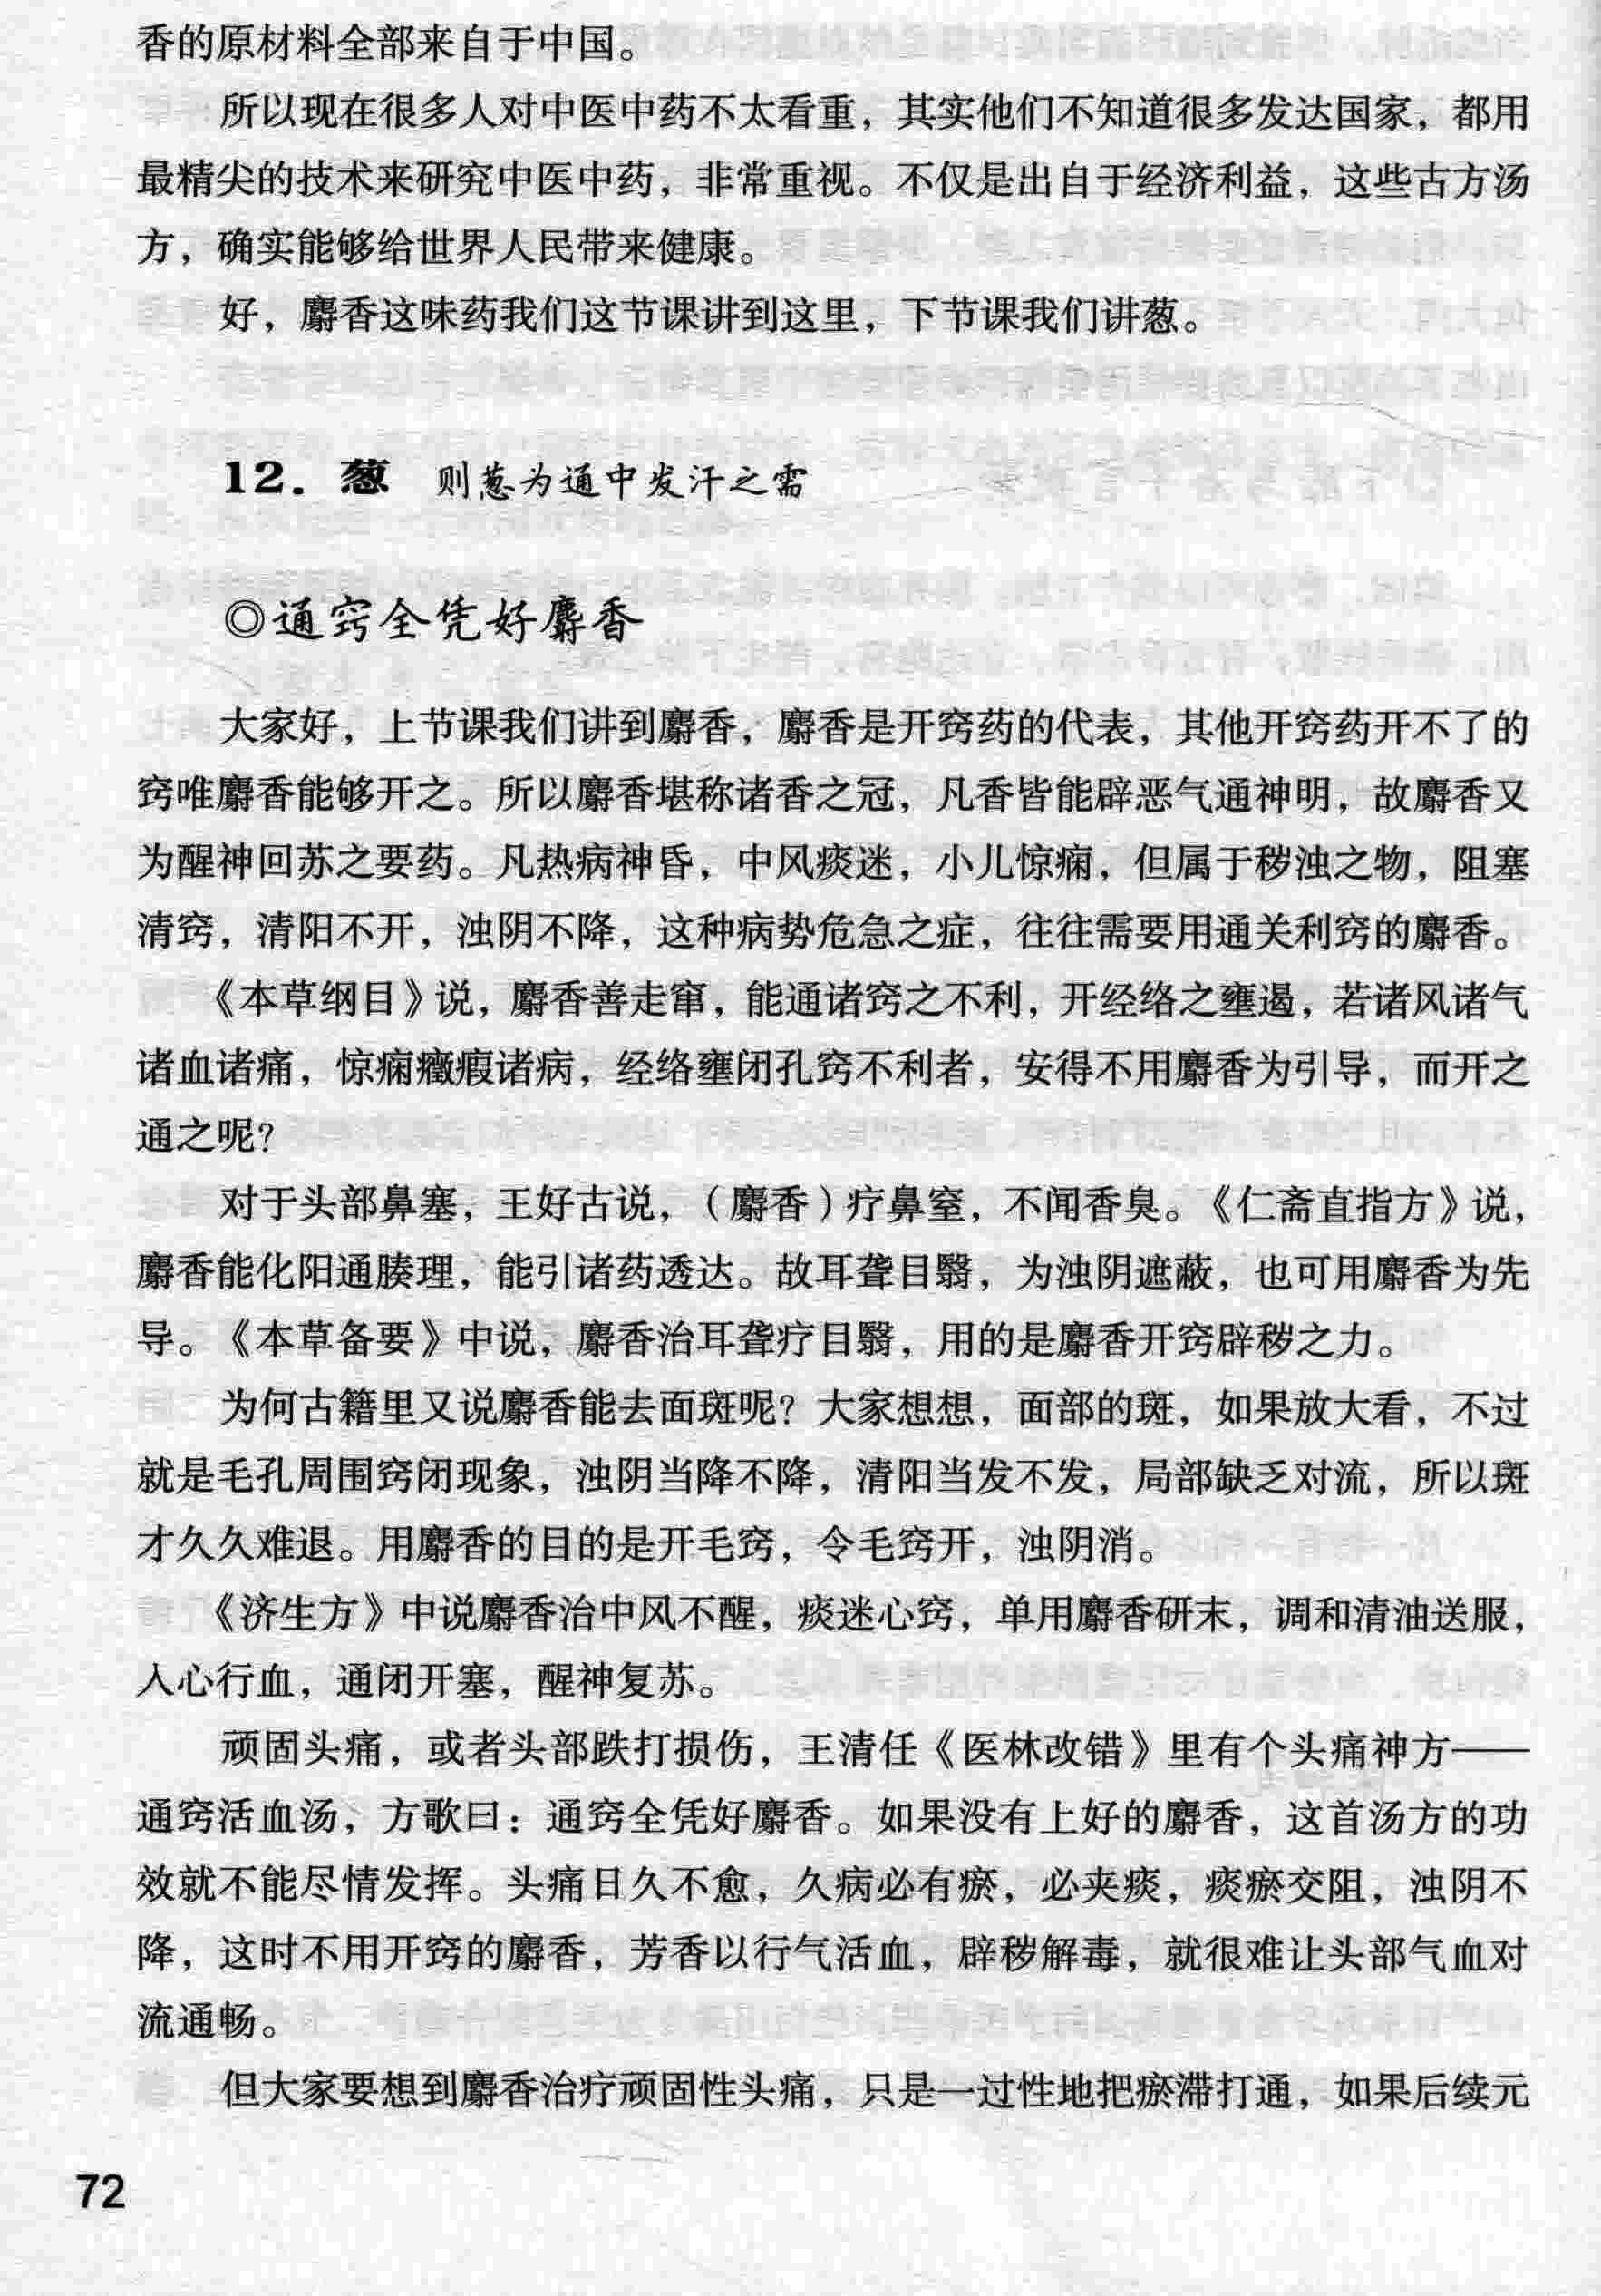 香的原材料全部来自于中国。
所以现在很多人对中医中药不太看重，其实他们不知道很多发达国家，都用
最精尖的技术来研究中医中药，非常重视。不仅是出自于经济利益，这些古方汤
方，确实能够给世界人民带来健康。
好，麝香这味药我们这节课讲到这里，下节课我们讲葱。
12. 葱 则葱为通中发汗之需
◎通窍全凭好麝香
大家好，上节课我们讲到麝香，麝香是开窍药的代表，其他开窍药开不了的
窍唯麝香能够开之。所以麝香堪称诸香之冠，凡香皆能辟恶气通神明，故麝香又
为醒神回苏之要药。凡热病神昏，中风痰迷，小儿惊痫，但属于秽浊之物，阻塞
清窍，清阳不开，浊阴不降，这种病势危急之症，往往需要用通关利窍的麝香。
《本草纲目》说，麝香善走窜，能通诸窍之不利，开经络之壅遏，若诸风诸气
诸血诸痛，惊痫癥瘕诸病，经络壅闭孔窍不利者，安得不用麝香为引导，而开之
通之呢？
对于头部鼻塞，王好古说，（麝香）疗鼻窒，不闻香臭。《仁斋直指方》说，
麝香能化阳通腠理，能引诸药透达。故耳聋目翳，为浊阴遮蔽，也可用麝香为先
导。《本草备要》中说，麝香治耳聋疗目翳，用的是麝香开窍辟秽之力。
为何古籍里又说麝香能去面斑呢？大家想想，面部的斑，如果放大看，不过
就是毛孔周围窍闭现象，浊阴当降不降，清阳当发不发，局部缺乏对流，所以斑
才久久难退。用麝香的目的是开毛窍，令毛窍开，浊阴消。
《济生方》中说麝香治中风不醒，痰迷心窍，单用麝香研末，调和清油送服，
入心行血，通闭开塞，醒神复苏。
顽固头痛，或者头部跌打损伤，王清任《医林改错》里有个头痛神方——
通窍活血汤，方歌曰：通窍全凭好麝香。如果没有上好的麝香，这首汤方的功
效就不能尽情发挥。头痛日久不愈，久病必有瘀，必夹痰，痰瘀交阻，浊阴不
降，这时不用开窍的麝香，芳香以行气活血，辟秽解毒，就很难让头部气血对
流通畅。
但大家要想到麝香治疗顽固性头痛，只是一过性地把瘀滞打通，如果后续元
72